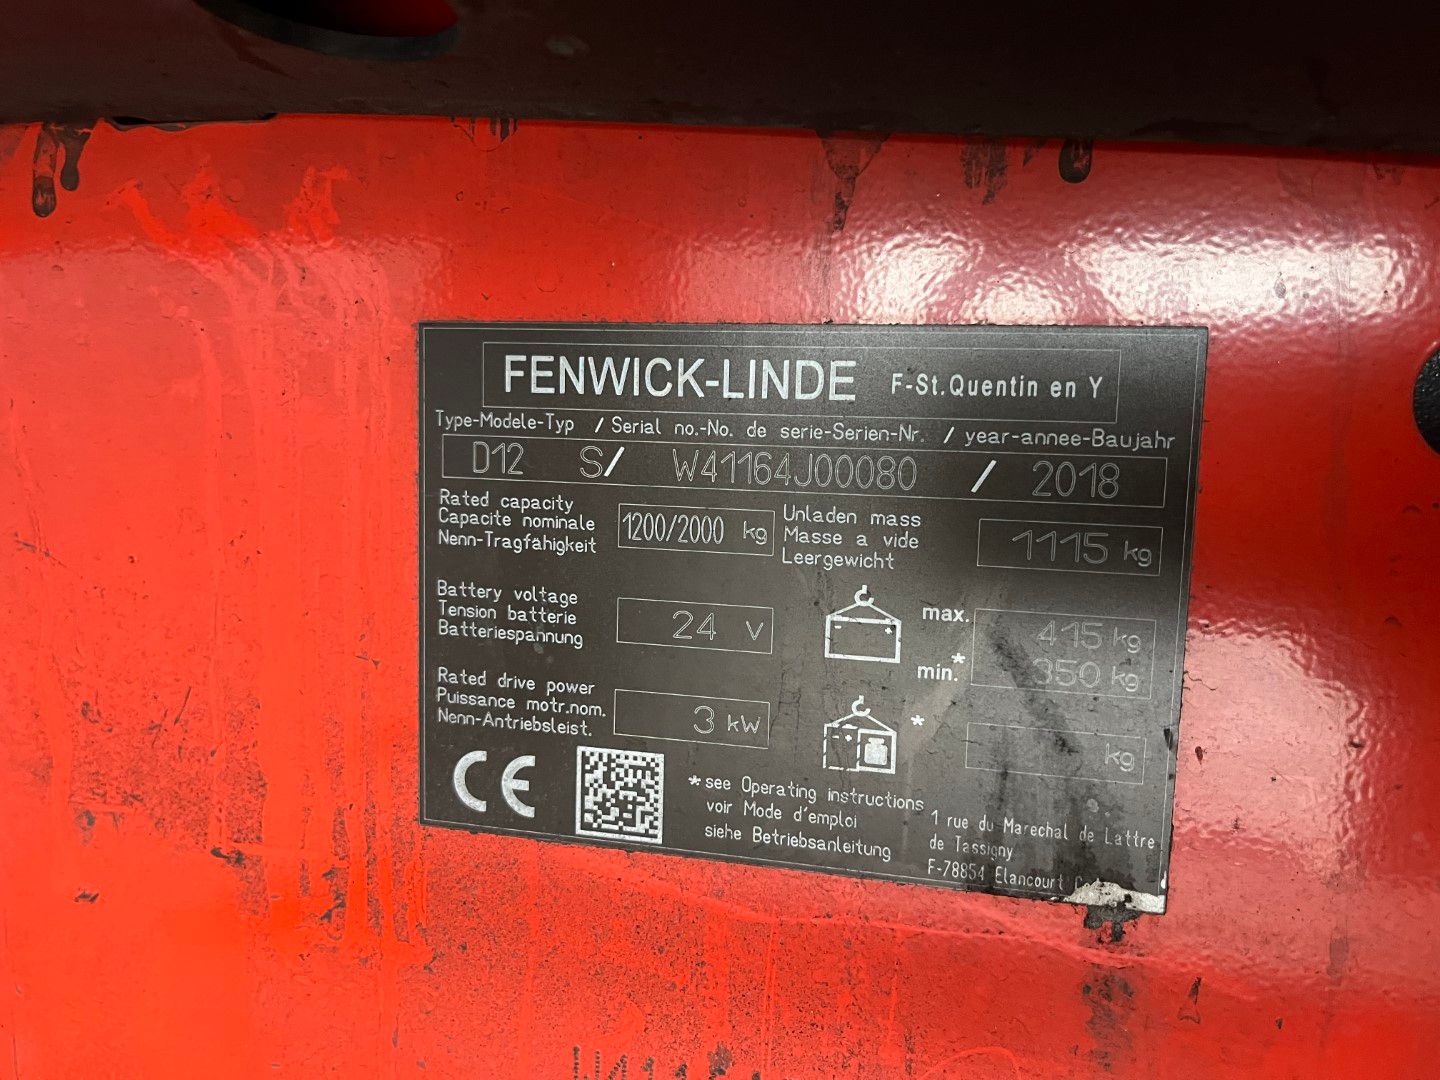 FENWICK-LINDE F-St.Quentin en Y
Type-Modele-Typ / Serial no.-No. de serie-Serien-Nr. / year-annee-Baujahr
D12 S/ W41164J00080 / 2018
Rated capacity
Capacite nominale
Nenn-Tragfähigkeit
1200/2000 kg
Unladen mass
Masse a vide
Leergewicht
1115 kg
Battery voltage
Tension batterie
Batteriespannung
24 V
max. 415 kg
min.* 350 kg
Rated drive power
Puissance motr.nom.
Nenn-Antriebsleist.
3 kW
* kg
CE
*see Operating instructions
voir Mode d'emploi
siehe Betriebsanleitung
1 rue du Marechal de Lattre
de Tassigny
F-78854 Elancourt